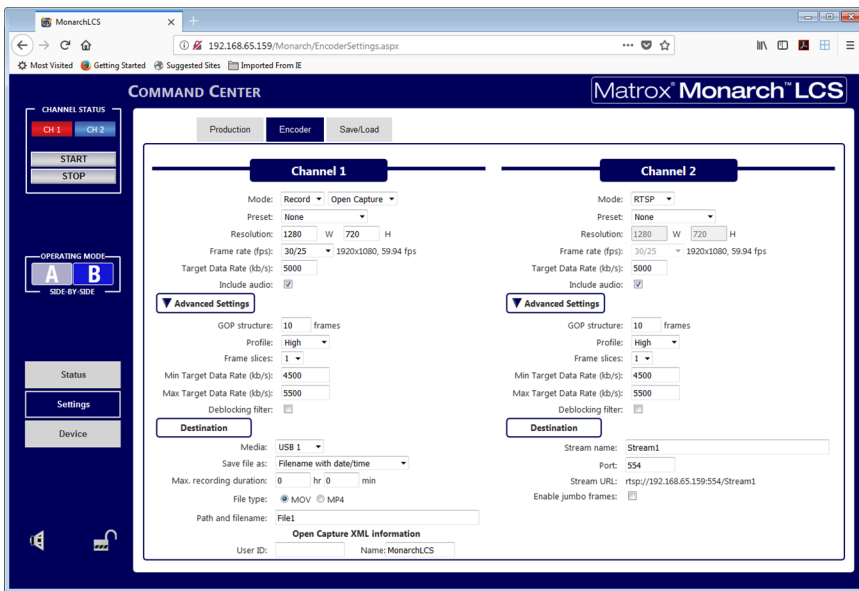 MonarchLCS
192.168.65.159/Monarch/EncoderSettings.aspx
Most Visited Getting Started Suggested Sites Imported From IE
COMMAND CENTER
Matrox® Monarch™ LCS
CHANNEL STATUS
CH 1 CH 2
START
STOP
OPERATING MODE
A B
SIDE-BY-SIDE
Status
Settings
Device
Production Encoder Save/Load
Channel 1
Mode: Record Open Capture
Preset: None
Resolution: 1280 W 720 H
Frame rate (fps): 30/25 1920x1080, 59.94 fps
Target Data Rate (kb/s): 5000
Include audio:
Advanced Settings
GOP structure: 10 frames
Profile: High
Frame slices: 1
Min Target Data Rate (kb/s): 4500
Max Target Data Rate (kb/s): 5500
Deblocking filter:
Destination
Media: USB 1
Save file as: Filename with date/time
Max. recording duration: 0 hr 0 min
File type: MOV MP4
Path and filename: File1
Open Capture XML information
User ID: Name: MonarchLCS
Channel 2
Mode: RTSP
Preset: None
Resolution: 1280 W 720 H
Frame rate (fps): 30/25 1920x1080, 59.94 fps
Target Data Rate (kb/s): 5000
Include audio:
Advanced Settings
GOP structure: 10 frames
Profile: High
Frame slices: 1
Min Target Data Rate (kb/s): 4500
Max Target Data Rate (kb/s): 5500
Deblocking filter:
Destination
Stream name: Stream1
Port: 554
Stream URL: rtsp://192.168.65.159:554/Stream1
Enable jumbo frames: